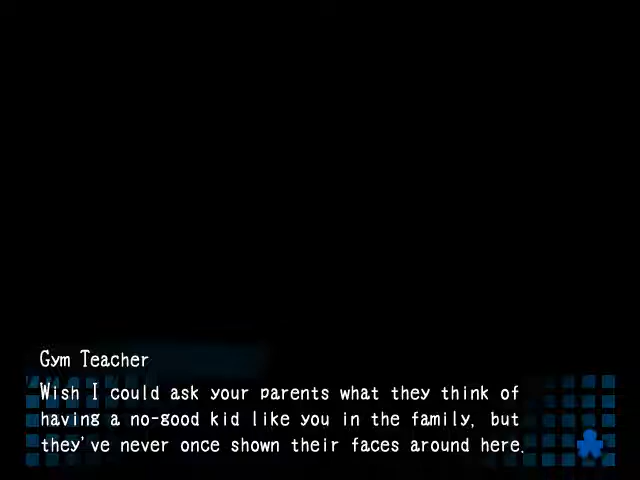 Gym Teacher
Wish I could ask your parents what they think of
having a no-good kid like you in the family, but
they've never once shown their faces around here.